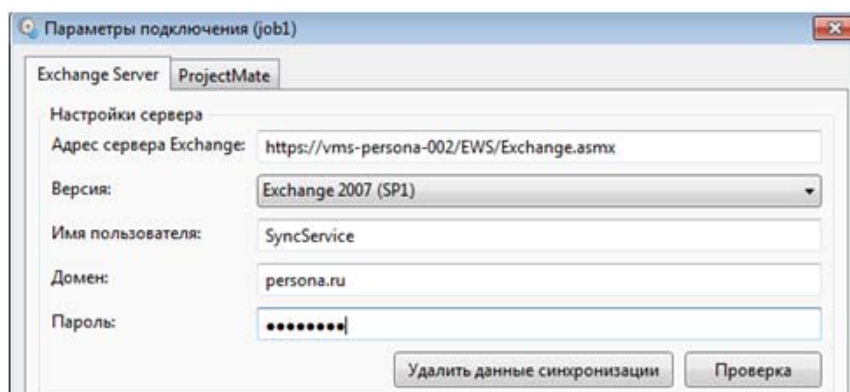 Параметры подключения (job1)
Exchange Server ProjectMate
Настройки сервера
Адрес сервера Exchange: https://vms-persona-002/EWS/Exchange.asmx
Версия: Exchange 2007 (SP1)
Имя пользователя: SyncService
Домен: persona.ru
Пароль: ●●●●●●●●
Удалить данные синхронизации Проверка